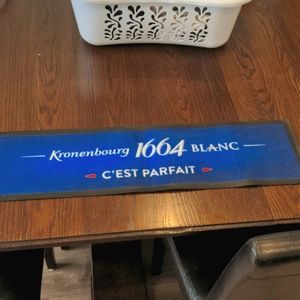 Kronenbourg 1664 BLANC
C'EST PARFAIT